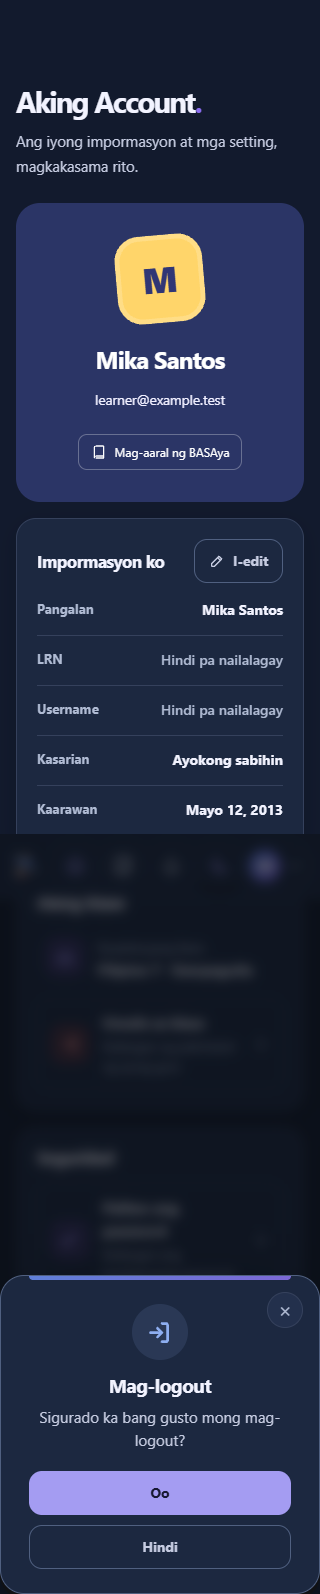 Aking Account.
Ang iyong impormasyon at mga setting,
magkakasama rito.
M
Mika Santos
learner@example.test
Mag-aaral ng BASAya
Impormasyon ko
I-edit
Pangalan Mika Santos
LRN Hindi pa nailalagay
Username Hindi pa nailalagay
Kasarian Ayokong sabihin
Kaarawan Mayo 12, 2013
Mag-logout
Sigurado ka bang gusto mong mag-
logout?
Oo
Hindi